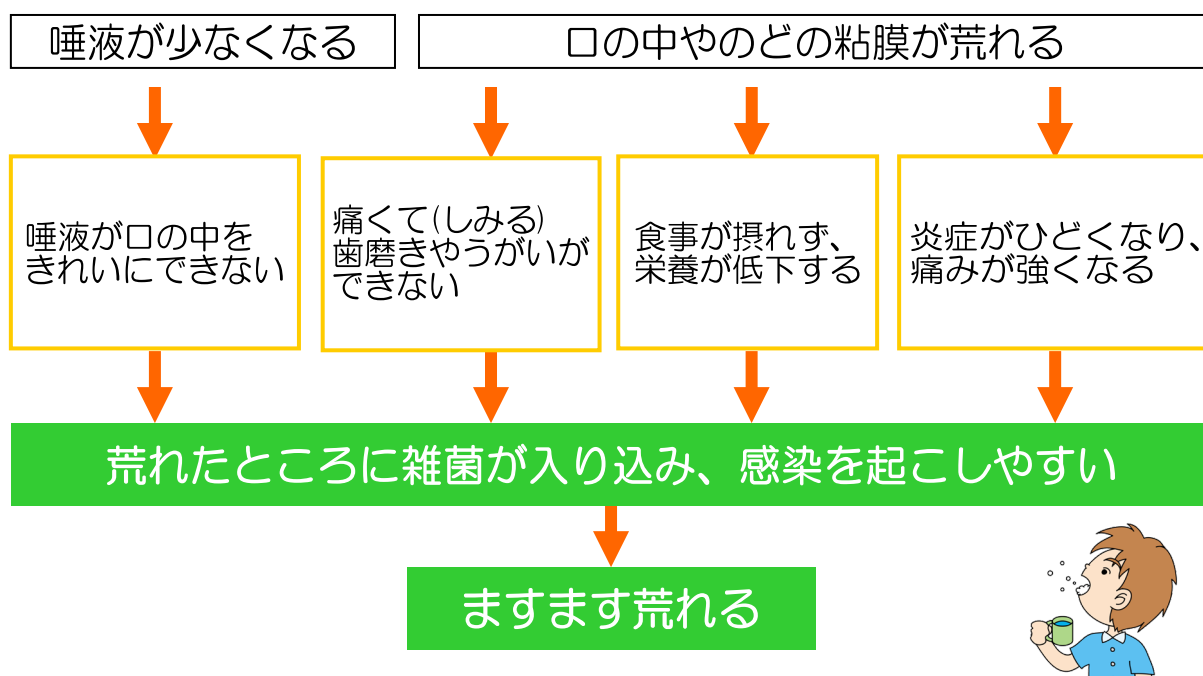 唾液が少なくなる
口の中やのどの粘膜が荒れる
唾液が口の中を
きれいにできない
痛くて(しみる)
歯磨きやうがいが
できない
食事が摂れず、
栄養が低下する
炎症がひどくなり、
痛みが強くなる
荒れたところに雑菌が入り込み、感染を起こしやすい
ますます荒れる